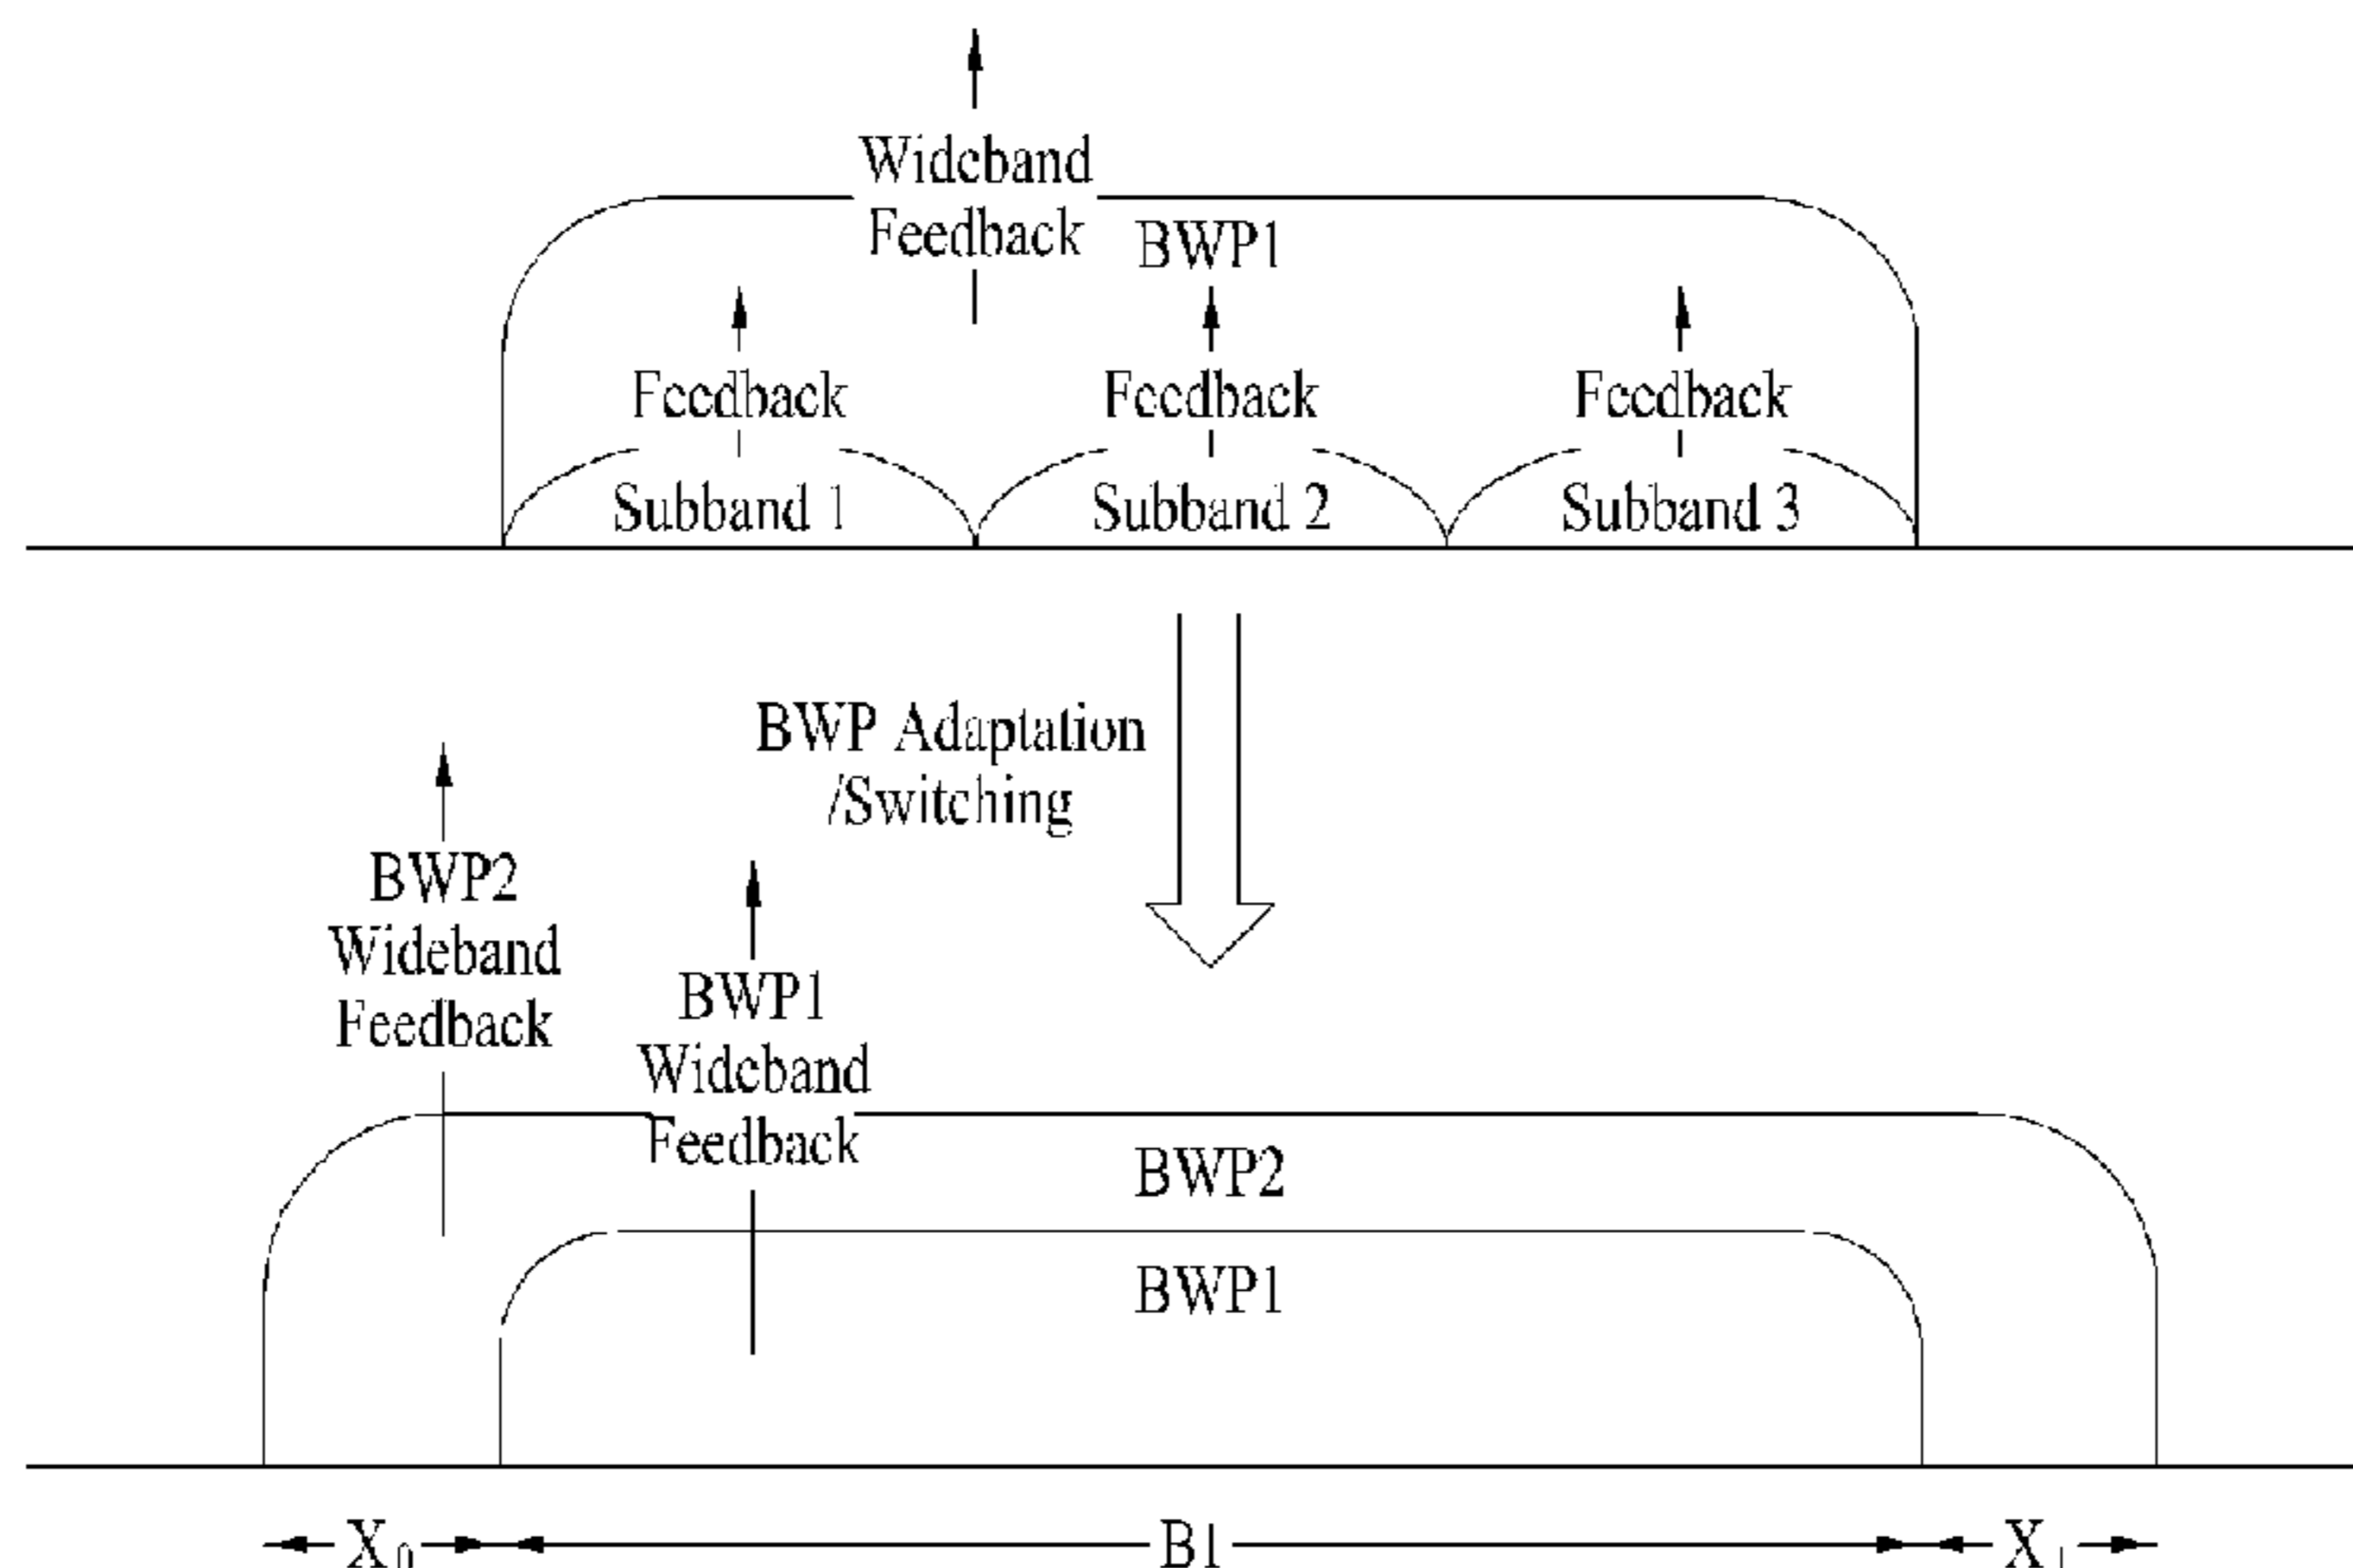 Wideband
Feedback
BWP1
Feedback
Feedback
Feedback
Subband 1
Subband 2
Subband 3
BWP Adaptation
/Switching
BWP2
Wideband
Feedback
BWP1
Wideband
Feedback
BWP2
BWP1
X0
B1
X1